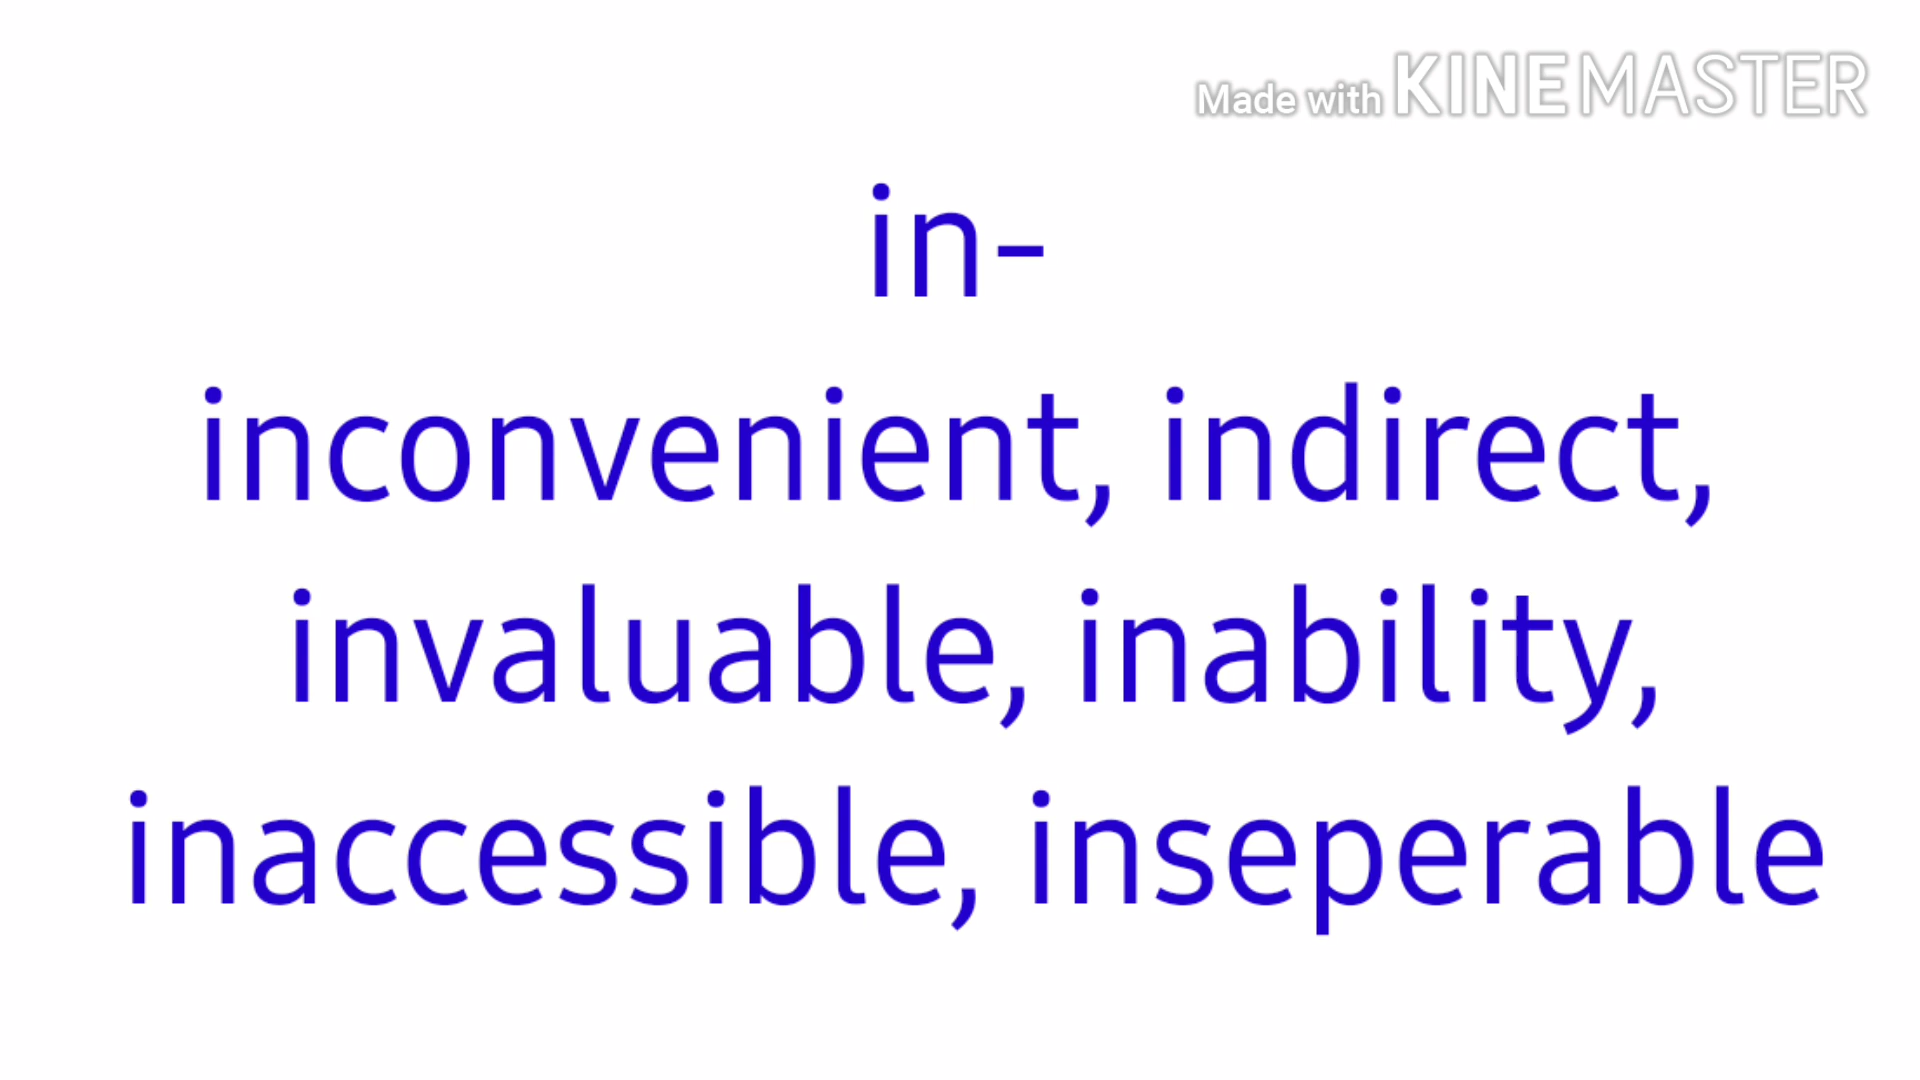 Made with KINEMASTER
in-
inconvenient, indirect,
invaluable, inability,
inaccessible, inseperable